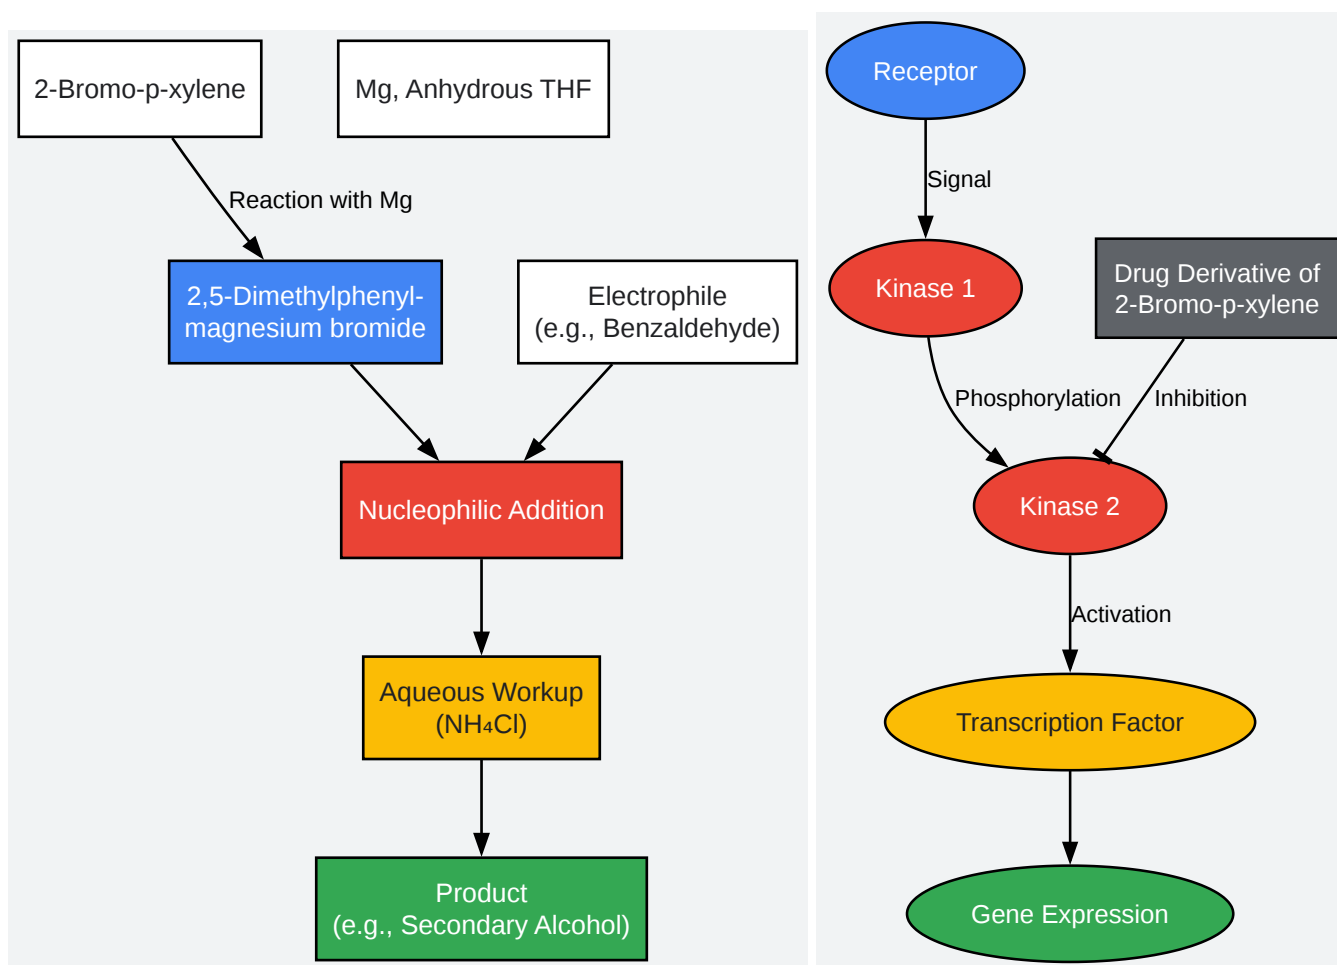 2-Bromo-p-xylene
Mg, Anhydrous THF
Reaction with Mg
2,5-Dimethylphenyl-
magnesium bromide
Electrophile
(e.g., Benzaldehyde)
Nucleophilic Addition
Aqueous Workup
(NH₄Cl)
Product
(e.g., Secondary Alcohol)
Receptor
Signal
Kinase 1
Drug Derivative of
2-Bromo-p-xylene
Phosphorylation
Inhibition
Kinase 2
Activation
Transcription Factor
Gene Expression